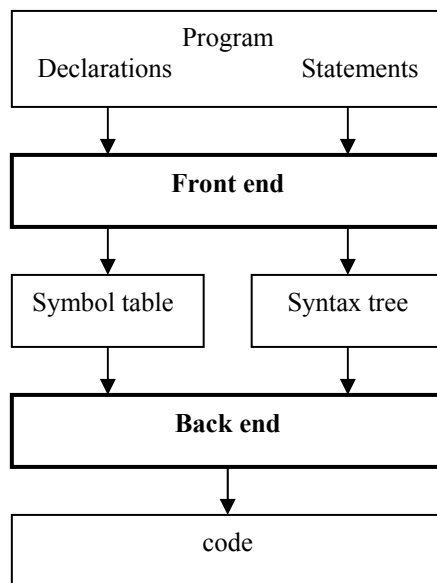 Program
Declarations Statements
Front end
Symbol table Syntax tree
Back end
code